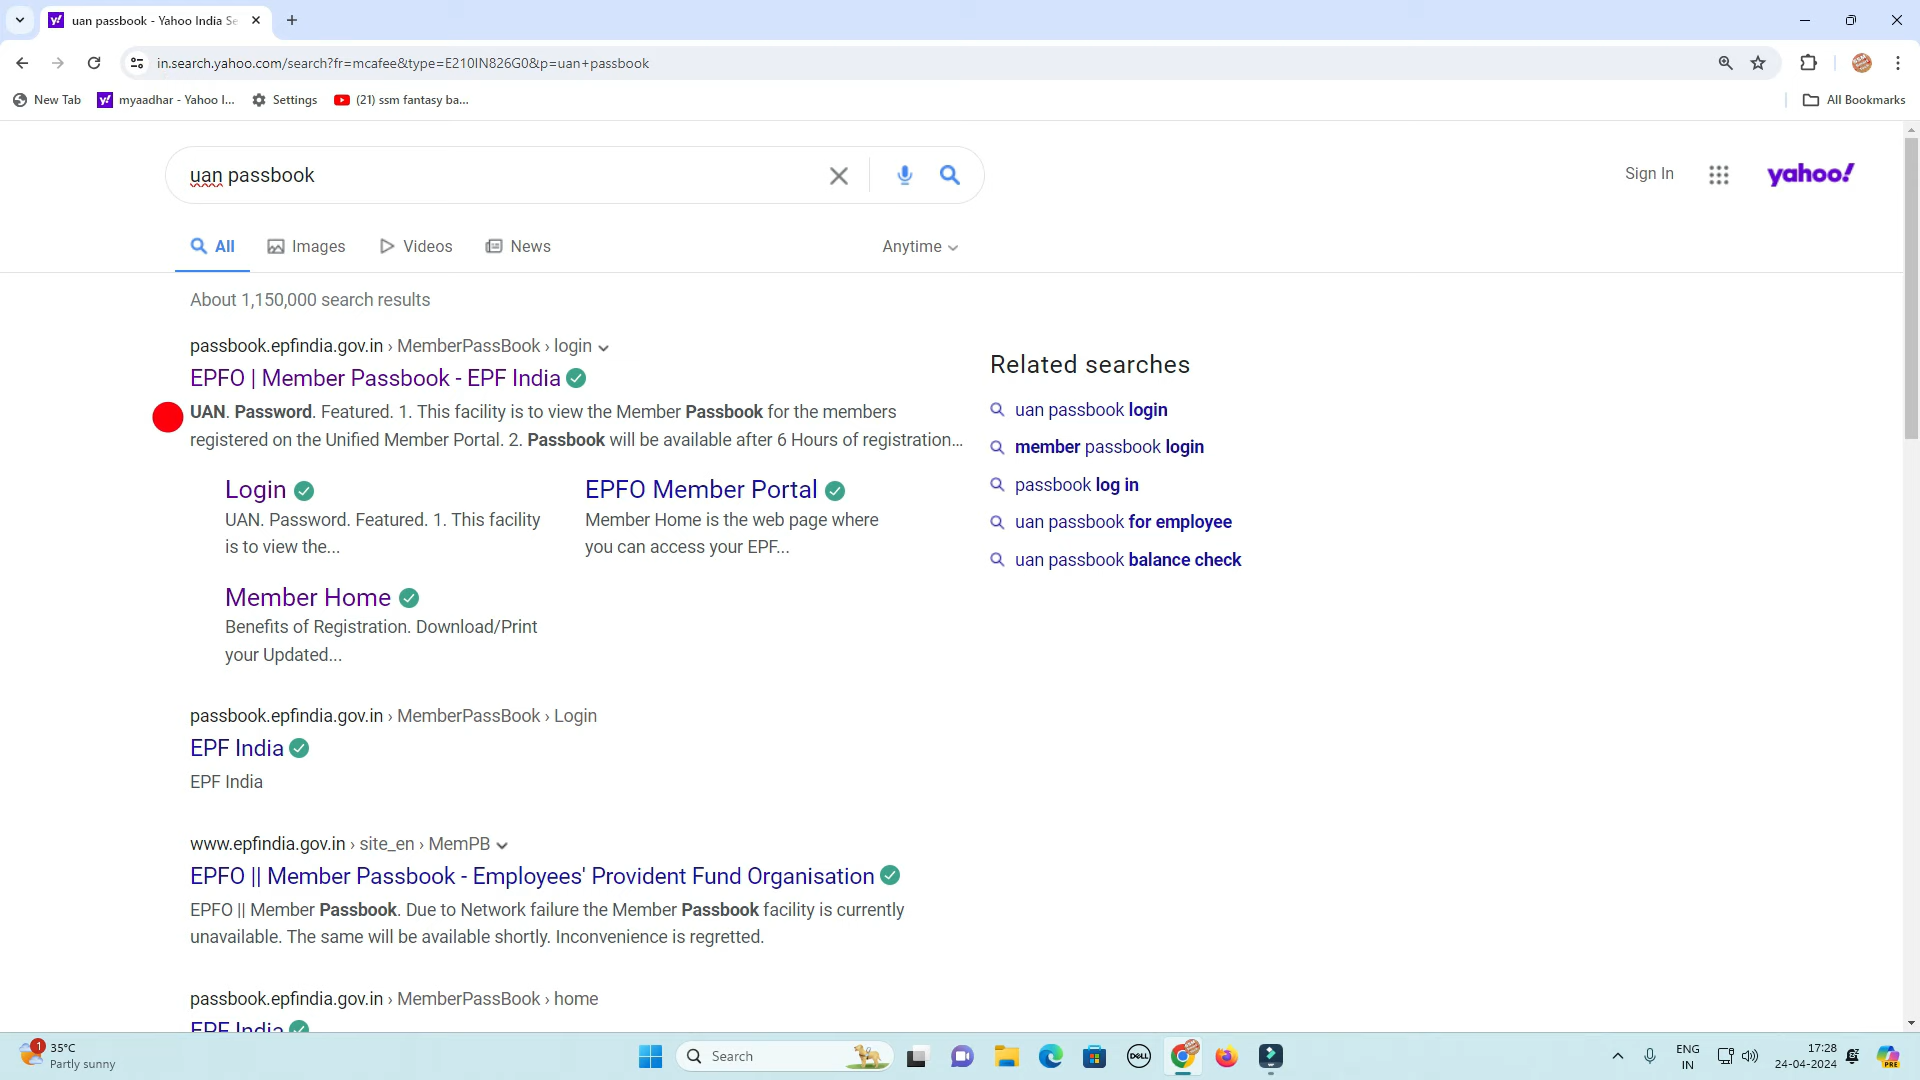 uan passbook - Yahoo India Se
in.search.yahoo.com/search?fr=mcafee&type=E210IN826G0&p=uan+passbook
New Tab
myaadhar - Yahoo I...
Settings
(21) ssm fantasy ba...
All Bookmarks
uan passbook
Sign In
yahoo!
All
Images
Videos
News
Anytime
About 1,150,000 search results
passbook.epfindia.gov.in › MemberPassBook › login
EPFO | Member Passbook - EPF India
UAN. Password. Featured. 1. This facility is to view the Member Passbook for the members
registered on the Unified Member Portal. 2. Passbook will be available after 6 Hours of registration...
Login
UAN. Password. Featured. 1. This facility
is to view the...
EPFO Member Portal
Member Home is the web page where
you can access your EPF...
Member Home
Benefits of Registration. Download/Print
your Updated...
passbook.epfindia.gov.in › MemberPassBook › Login
EPF India
EPF India
www.epfindia.gov.in › site_en › MemPB
EPFO || Member Passbook - Employees' Provident Fund Organisation
EPFO || Member Passbook. Due to Network failure the Member Passbook facility is currently
unavailable. The same will be available shortly. Inconvenience is regretted.
passbook.epfindia.gov.in › MemberPassBook › home
EPF India
Related searches
uan passbook login
member passbook login
passbook log in
uan passbook for employee
uan passbook balance check
1
35°C
Partly sunny
Search
DELL
ENG
IN
17:28
24-04-2024
PRE